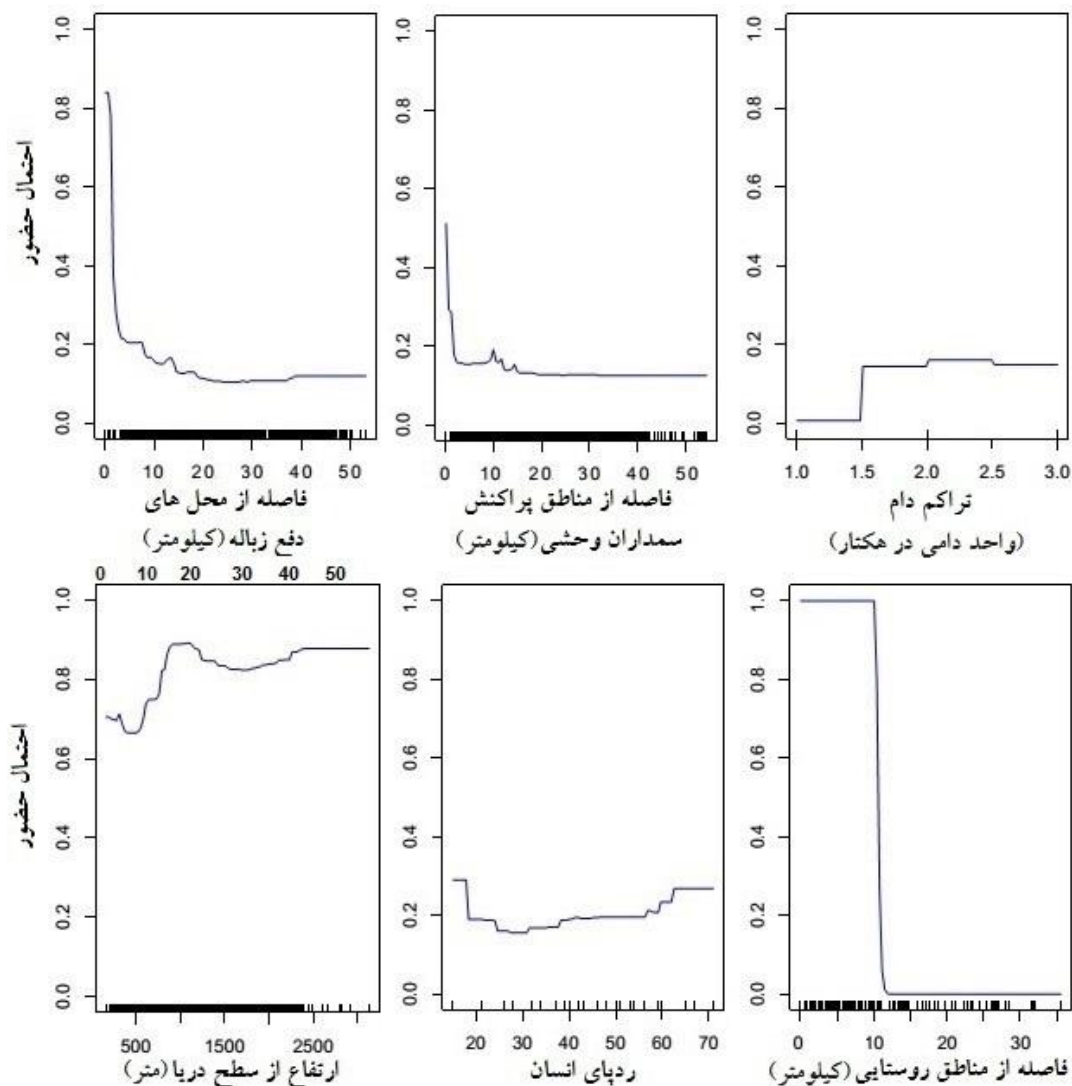 احتمال حضور
1.0
0.8
0.6
0.4
0.2
0.0
0 10 20 30 40 50
فاصله از محل های
دفع زباله (کیلومتر)
1.0
0.8
0.6
0.4
0.2
0.0
0 10 20 30 40 50
فاصله از مناطق پراکنش
سمداران وحشی (کیلومتر)
1.0
0.8
0.6
0.4
0.2
0.0
1.0 1.5 2.0 2.5 3.0
تراکم دام
(واحد دامی در هکتار)
احتمال حضور
0 10 20 30 40 50
1.0
0.8
0.6
0.4
0.2
0.0
500 1500 2500
ارتفاع از سطح دریا (متر)
1.0
0.8
0.6
0.4
0.2
0.0
20 30 40 50 60 70
ردپای انسان
1.0
0.8
0.6
0.4
0.2
0.0
0 10 20 30
فاصله از مناطق روستایی (کیلومتر)